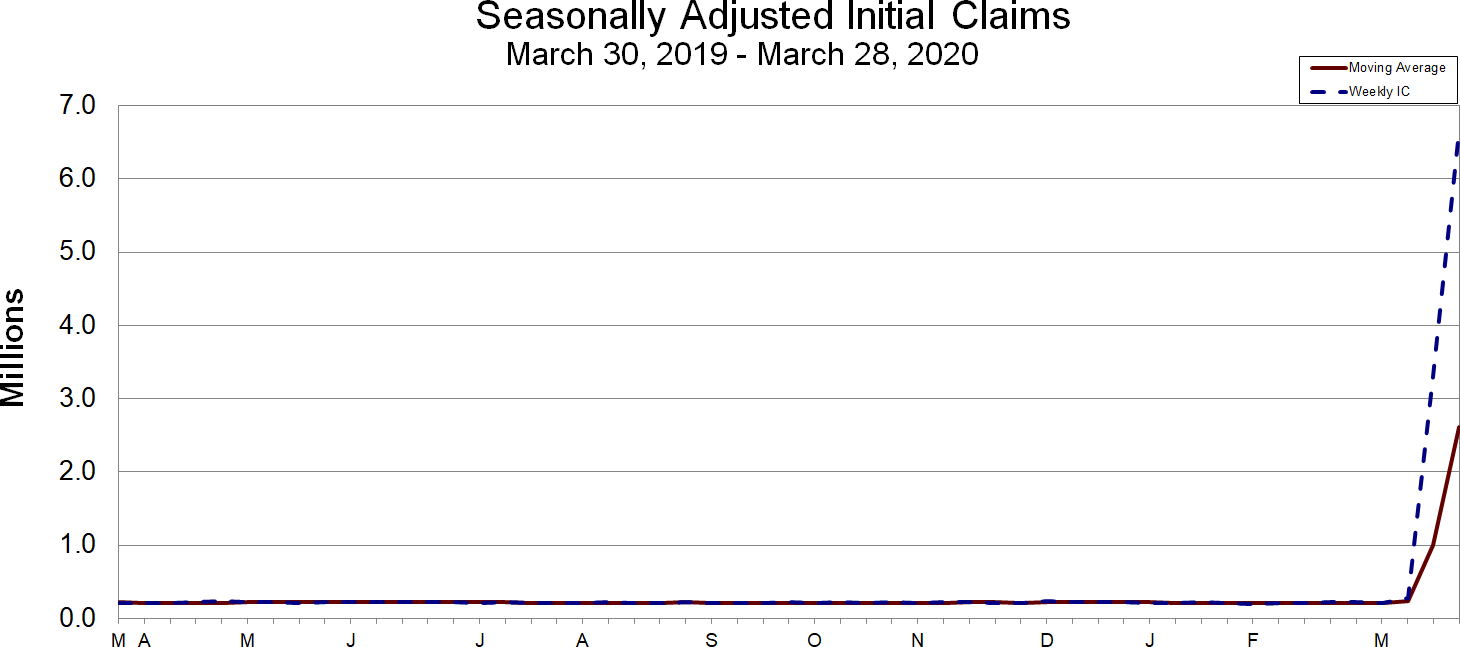 Seasonally Adjusted Initial Claims
March 30, 2019 - March 28, 2020
Moving Average
Weekly IC
7.0
6.0
5.0
4.0
3.0
2.0
1.0
0.0
Millions
M A M J J A S O N D J F M